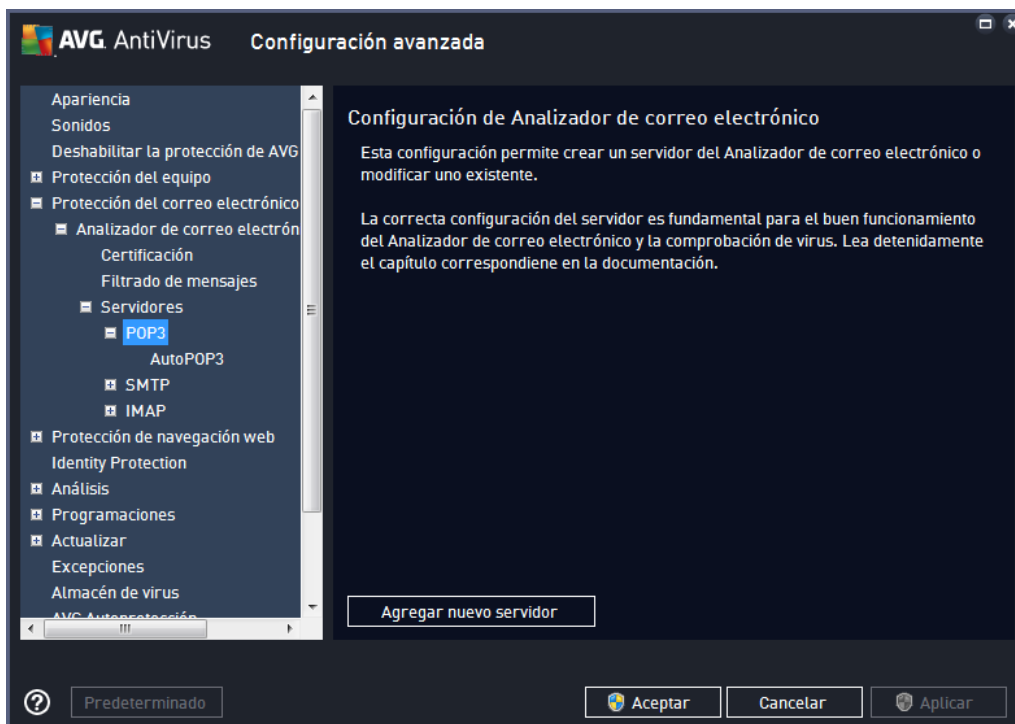 AVG AntiVirus Configuración avanzada
Apariencia
Sonidos
Deshabilitar la protección de AVG
Protección del equipo
Protección del correo electrónico
Analizador de correo electrón
Certificación
Filtrado de mensajes
Servidores
POP3
AutoPOP3
SMTP
IMAP
Protección de navegación web
Identity Protection
Análisis
Programaciones
Actualizar
Excepciones
Almacén de virus
AVG Autoprotección
Configuración de Analizador de correo electrónico
Esta configuración permite crear un servidor del Analizador de correo electrónico o
modificar uno existente.
La correcta configuración del servidor es fundamental para el buen funcionamiento
del Analizador de correo electrónico y la comprobación de virus. Lea detenidamente
el capítulo correspondiene en la documentación.
Agregar nuevo servidor
Predeterminado
Aceptar
Cancelar
Aplicar